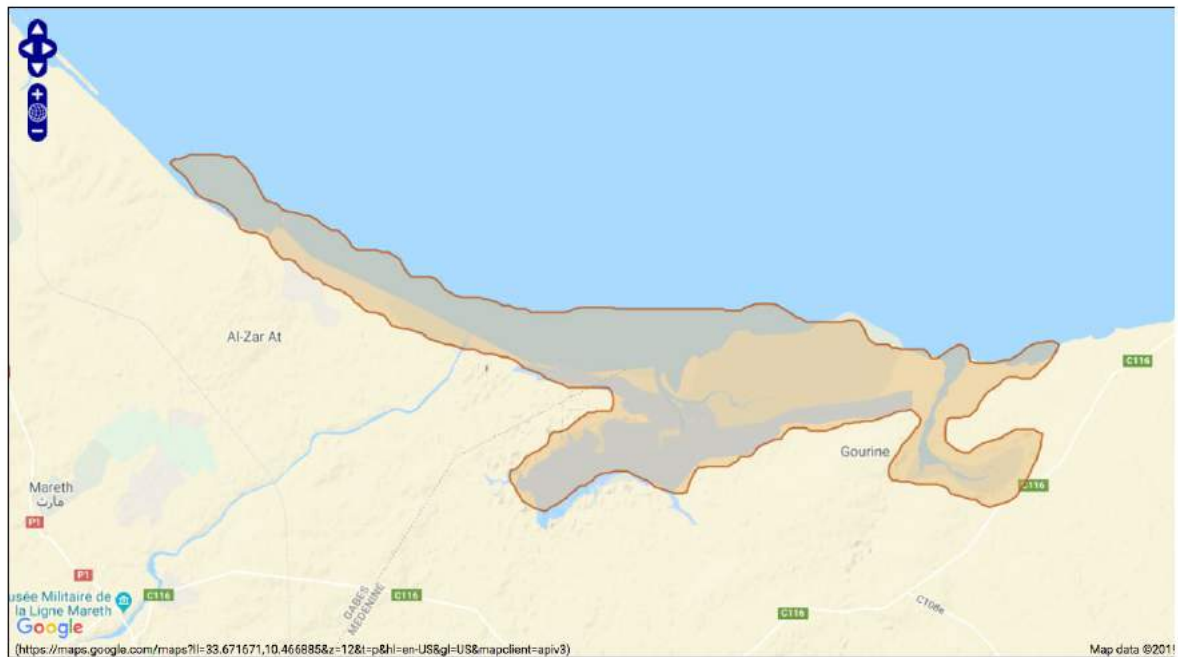 Al-Zar At
C116
Gourine
Mareth
مارث
C116
P1
P1
usée Militaire de
la Ligne Mareth
C116
C116
GABES
MEDENINE
C116
C108e
Google
(https://maps.google.com/maps?ll=33.671671,10.466885&z=12&t=p&hl=en-US&gl=US&mapclient=apiv3)
Map data ©201